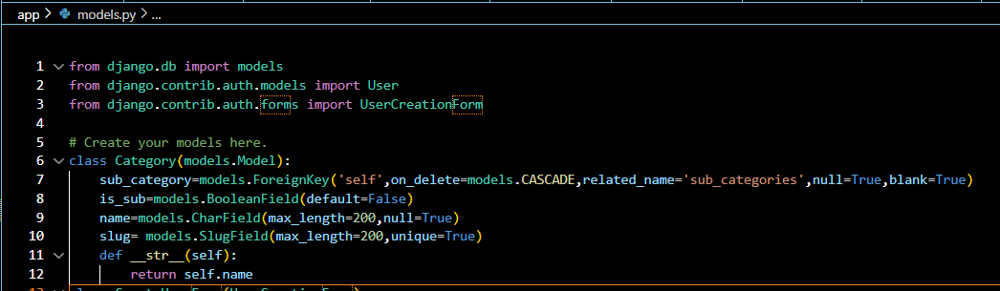 app > models.py > ...
1 from django.db import models
2 from django.contrib.auth.models import User
3 from django.contrib.auth.forms import UserCreationForm
4
5 # Create your models here.
6 class Category(models.Model):
7     sub_category=models.ForeignKey('self',on_delete=models.CASCADE,related_name='sub_categories',null=True,blank=True)
8     is_sub=models.BooleanField(default=False)
9     name=models.CharField(max_length=200,null=True)
10     slug= models.SlugField(max_length=200,unique=True)
11     def __str__(self):
12         return self.name